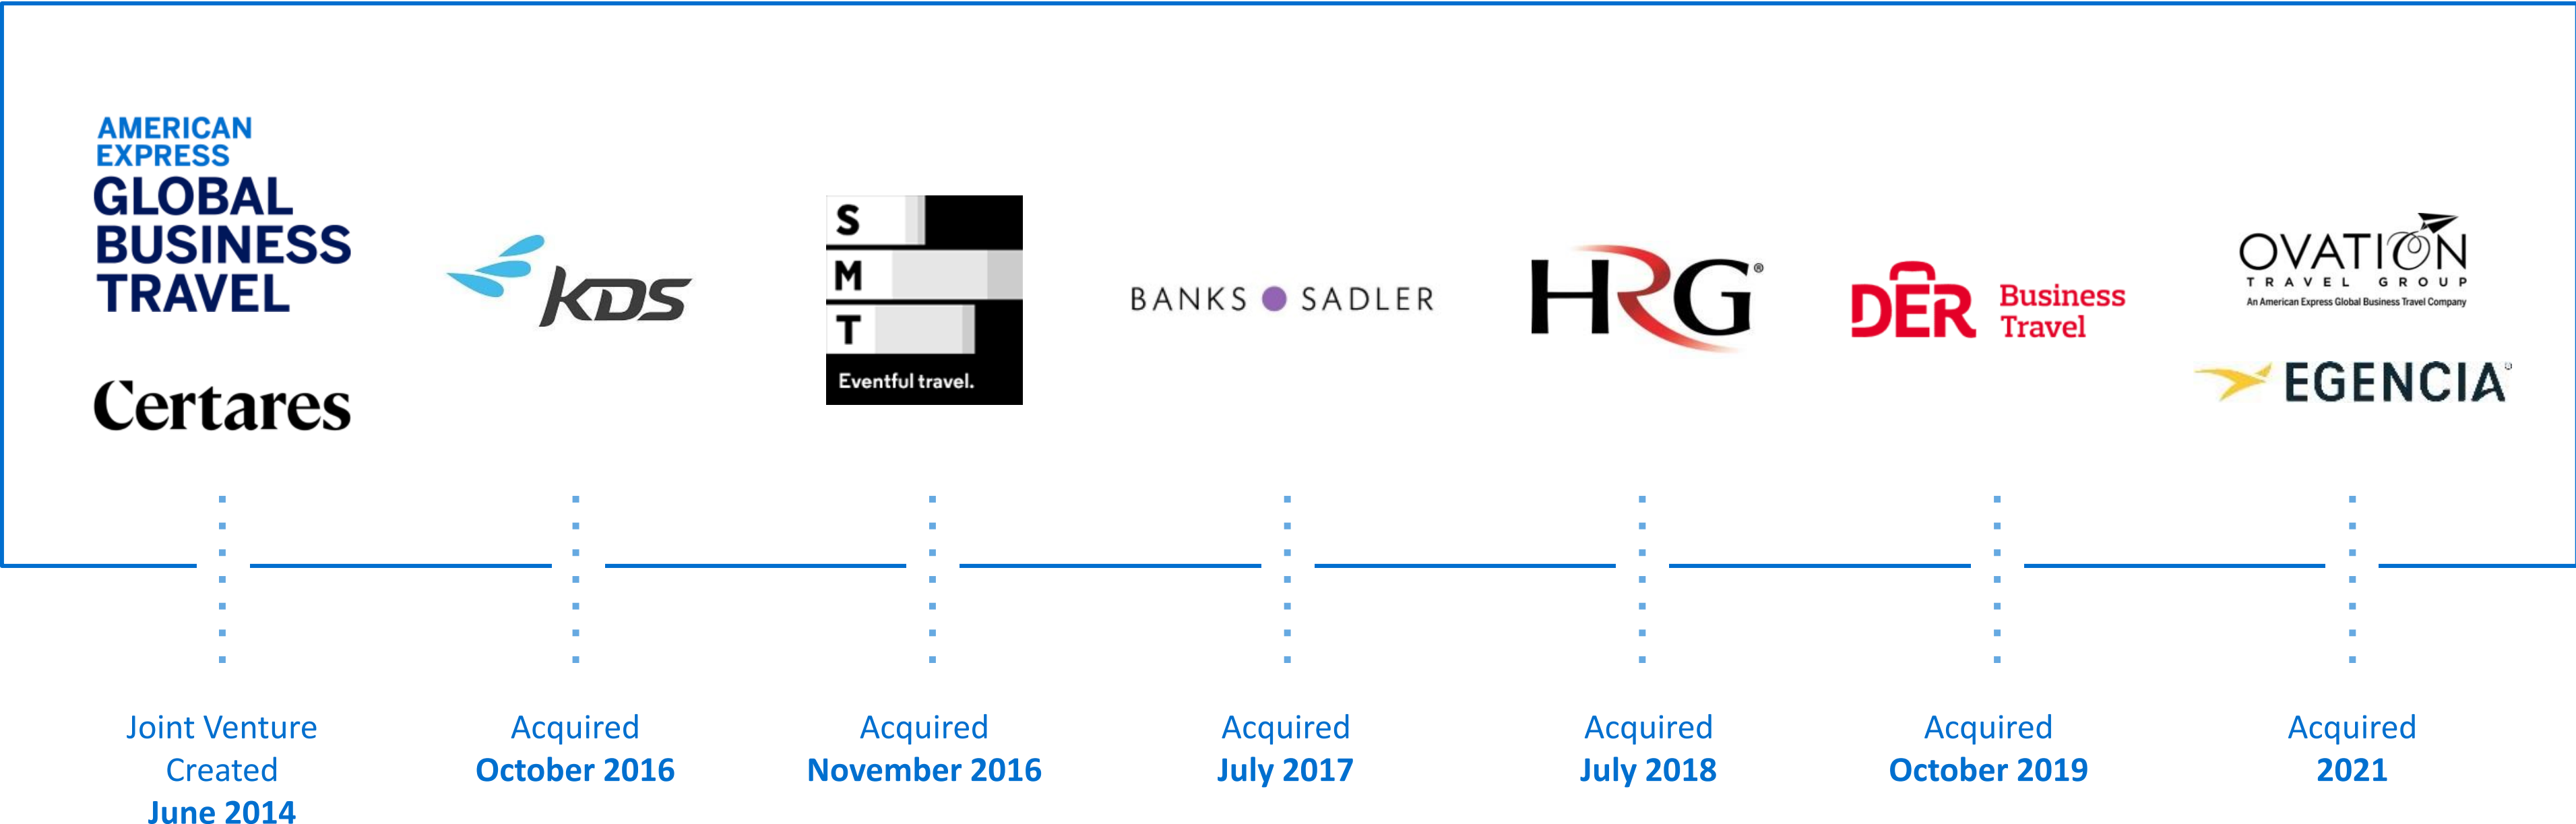 AMERICAN
EXPRESS
GLOBAL
BUSINESS
TRAVEL
Certares
KDS
S
M
T
Eventful travel.
BANKS SADLER
HRG®
DER Business
Travel
OVATION
TRAVEL GROUP
An American Express Global Business Travel Company
EGENCIA
Joint Venture
Created
June 2014
Acquired
October 2016
Acquired
November 2016
Acquired
July 2017
Acquired
July 2018
Acquired
October 2019
Acquired
2021